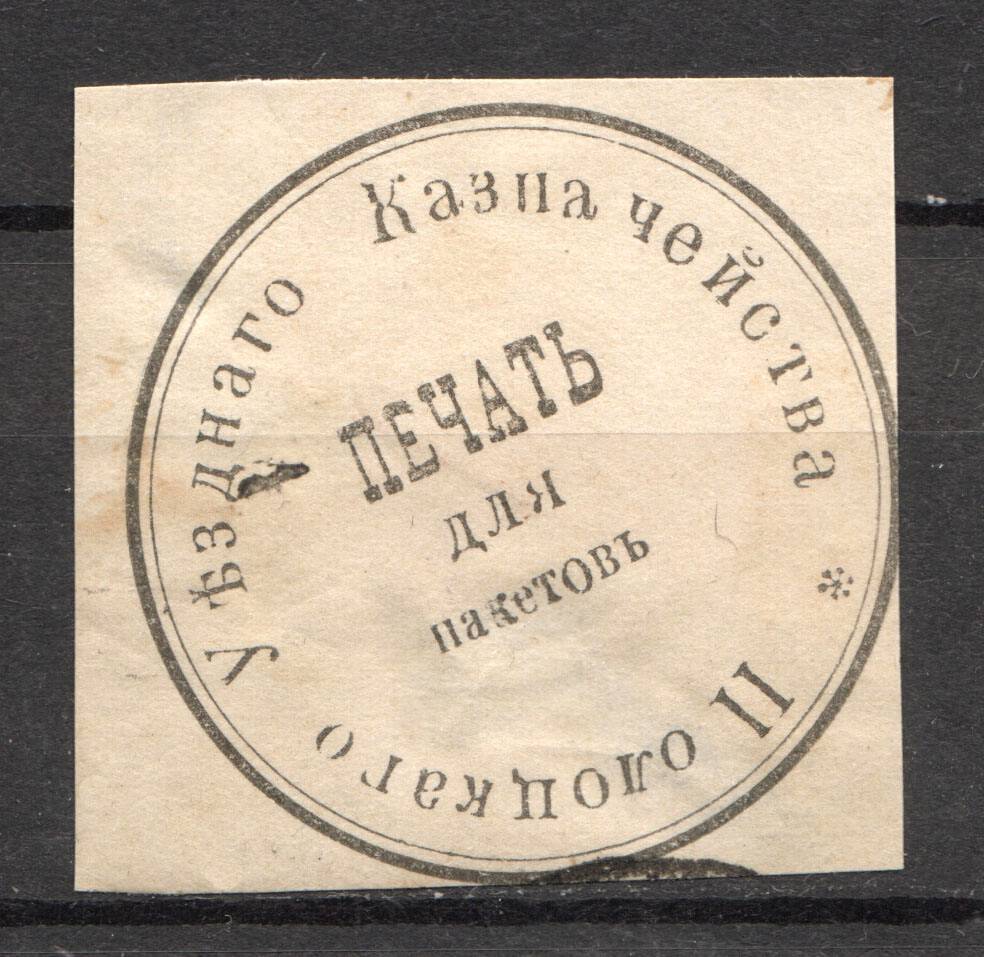 Полоцкаго Уѣзднаго Казначейства *
ПЕЧАТЬ
для
пакетовъ